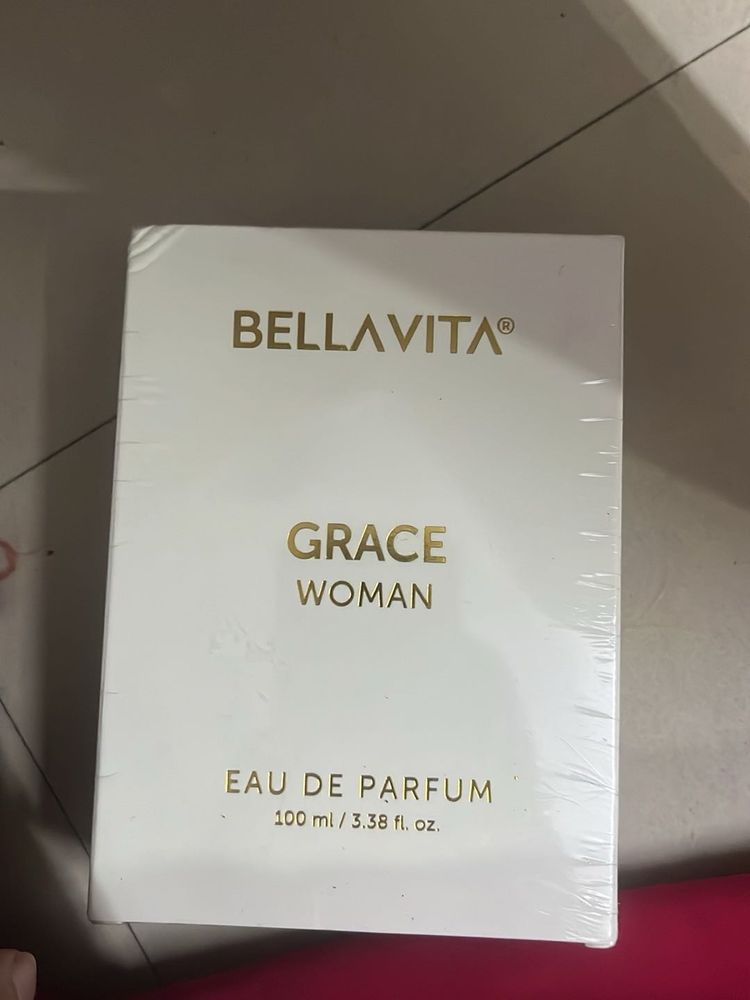 BELLAVITA®
GRACE
WOMAN
EAU DE PARFUM
100 ml / 3.38 fl. oz.